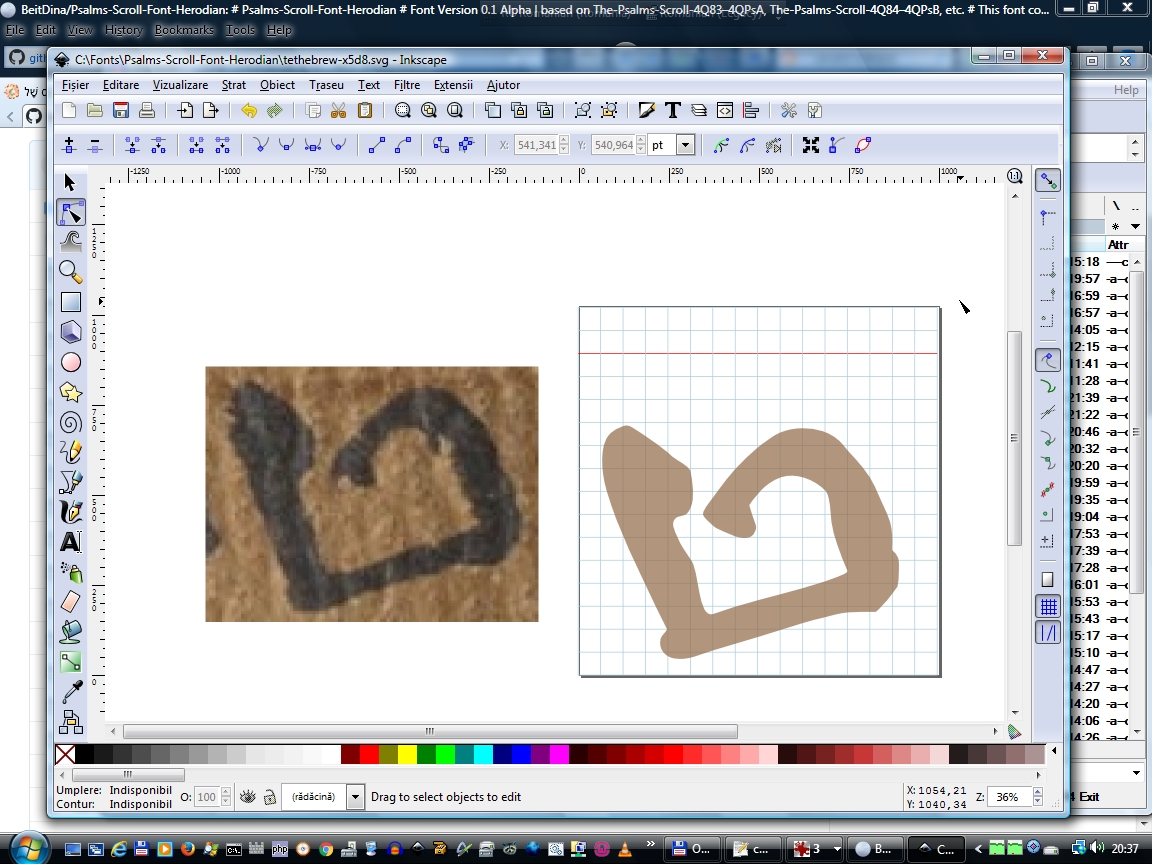 BeitDina/Psalms-Scroll-Font-Herodian: # Psalms-Scroll-Font-Herodian # Font Version 0.1 Alpha | based on The-Psalms-Scroll-4Q83-4QPsA, The-Psalms-Scroll-4Q84-4QPsB, etc. # This font co...
File Edit View History Bookmarks Tools Help
C:\Fonts\Psalms-Scroll-Font-Herodian\tethebrew-x5d8.svg - Inkscape
Fișier Editare Vizualizare Strat Obiect Traseu Text Filtre Extensii Ajutor
Help
X: 541,341 Y: 540,964 pt
-1250 -1000 -750 -500 -250 0 250 500 750 1000
1:1
Attr
15:18 —c
19:57 -a-c
16:59 -a-c
16:57 -a-c
14:05 -a-c
12:15 -a-c
11:41 -a-c
11:28 -a-c
21:39 -a-c
21:22 -a-c
20:46 -a-c
20:32 -a-c
20:20 -a-c
19:59 -a-c
19:35 -a-c
19:04 -a-c
17:53 -a-c
17:39 -a-c
17:28 -a-c
16:01 -a-c
15:53 -a-c
15:43 -a-c
15:17 -a-c
15:10 -a-c
14:47 -a-c
14:27 -a-c
14:20 -a-c
14:06 -a-c
14:26 -a-c
1250
1000
750
500
250
0
Umplere: Indisponibil
Contur: Indisponibil
O: 100 (rădăcină) Drag to select objects to edit
X: 1054,21
Y: 1040,34
Z: 36%
Exit
O... c... 3 B... C... 20:37